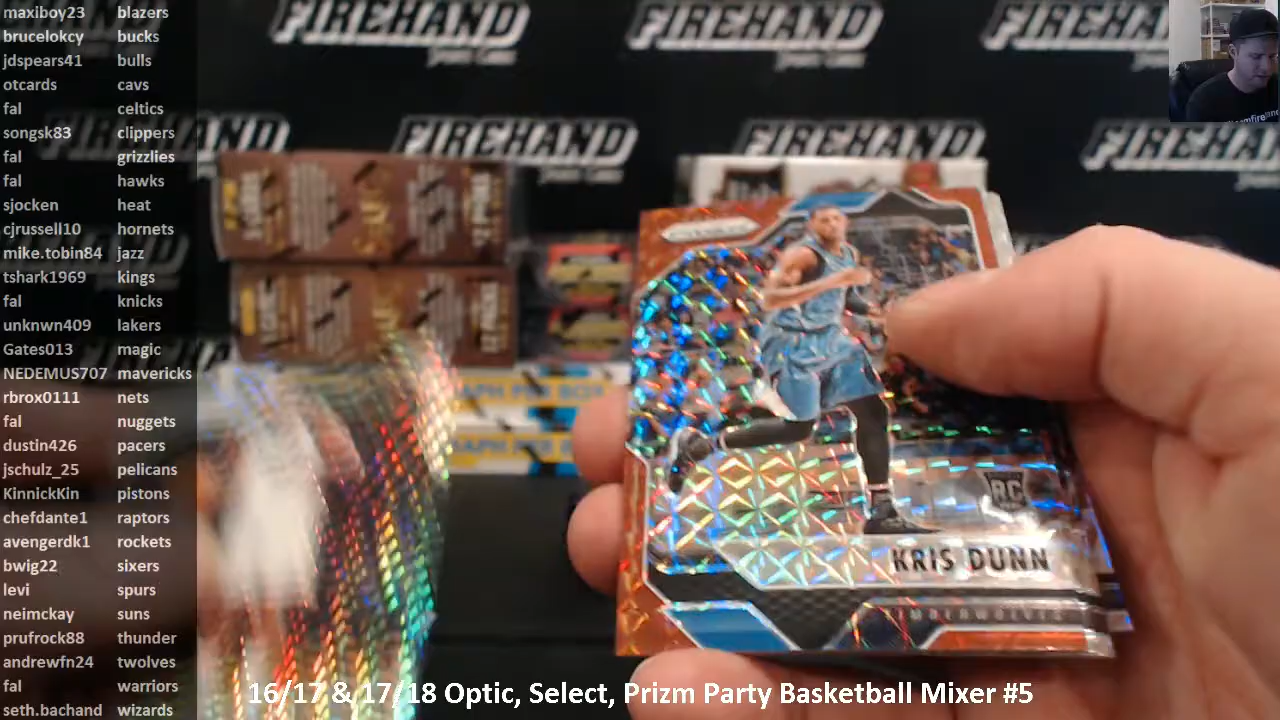 maxiboy23 blazers
brucelokcy bucks
jdspears41 bulls
otcards cavs
fal celtics
songsk83 clippers
fal grizzlies
fal hawks
sjocken heat
cjrussell10 hornets
mike.tobin84 jazz
tshark1969 kings
fal knicks
unknwn409 lakers
Gates013 magic
NEDEMUS707 mavericks
rbrox0111 nets
fal nuggets
dustin426 pacers
jschulz_25 pelicans
KinnickKin pistons
chefdante1 raptors
avengerdk1 rockets
bwig22 sixers
levi spurs
neimckay suns
prufrock88 thunder
andrewfn24 twolves
fal warriors
seth.bachand wizards
FIREHAND FIREHAND FIREHAND
FIREHAND FIREHAND FIREHAND FIREHAND
PRIZM
RC
KRIS DUNN
TIMBERWOLVES
16/17 & 17/18 Optic, Select, Prizm Party Basketball Mixer #5